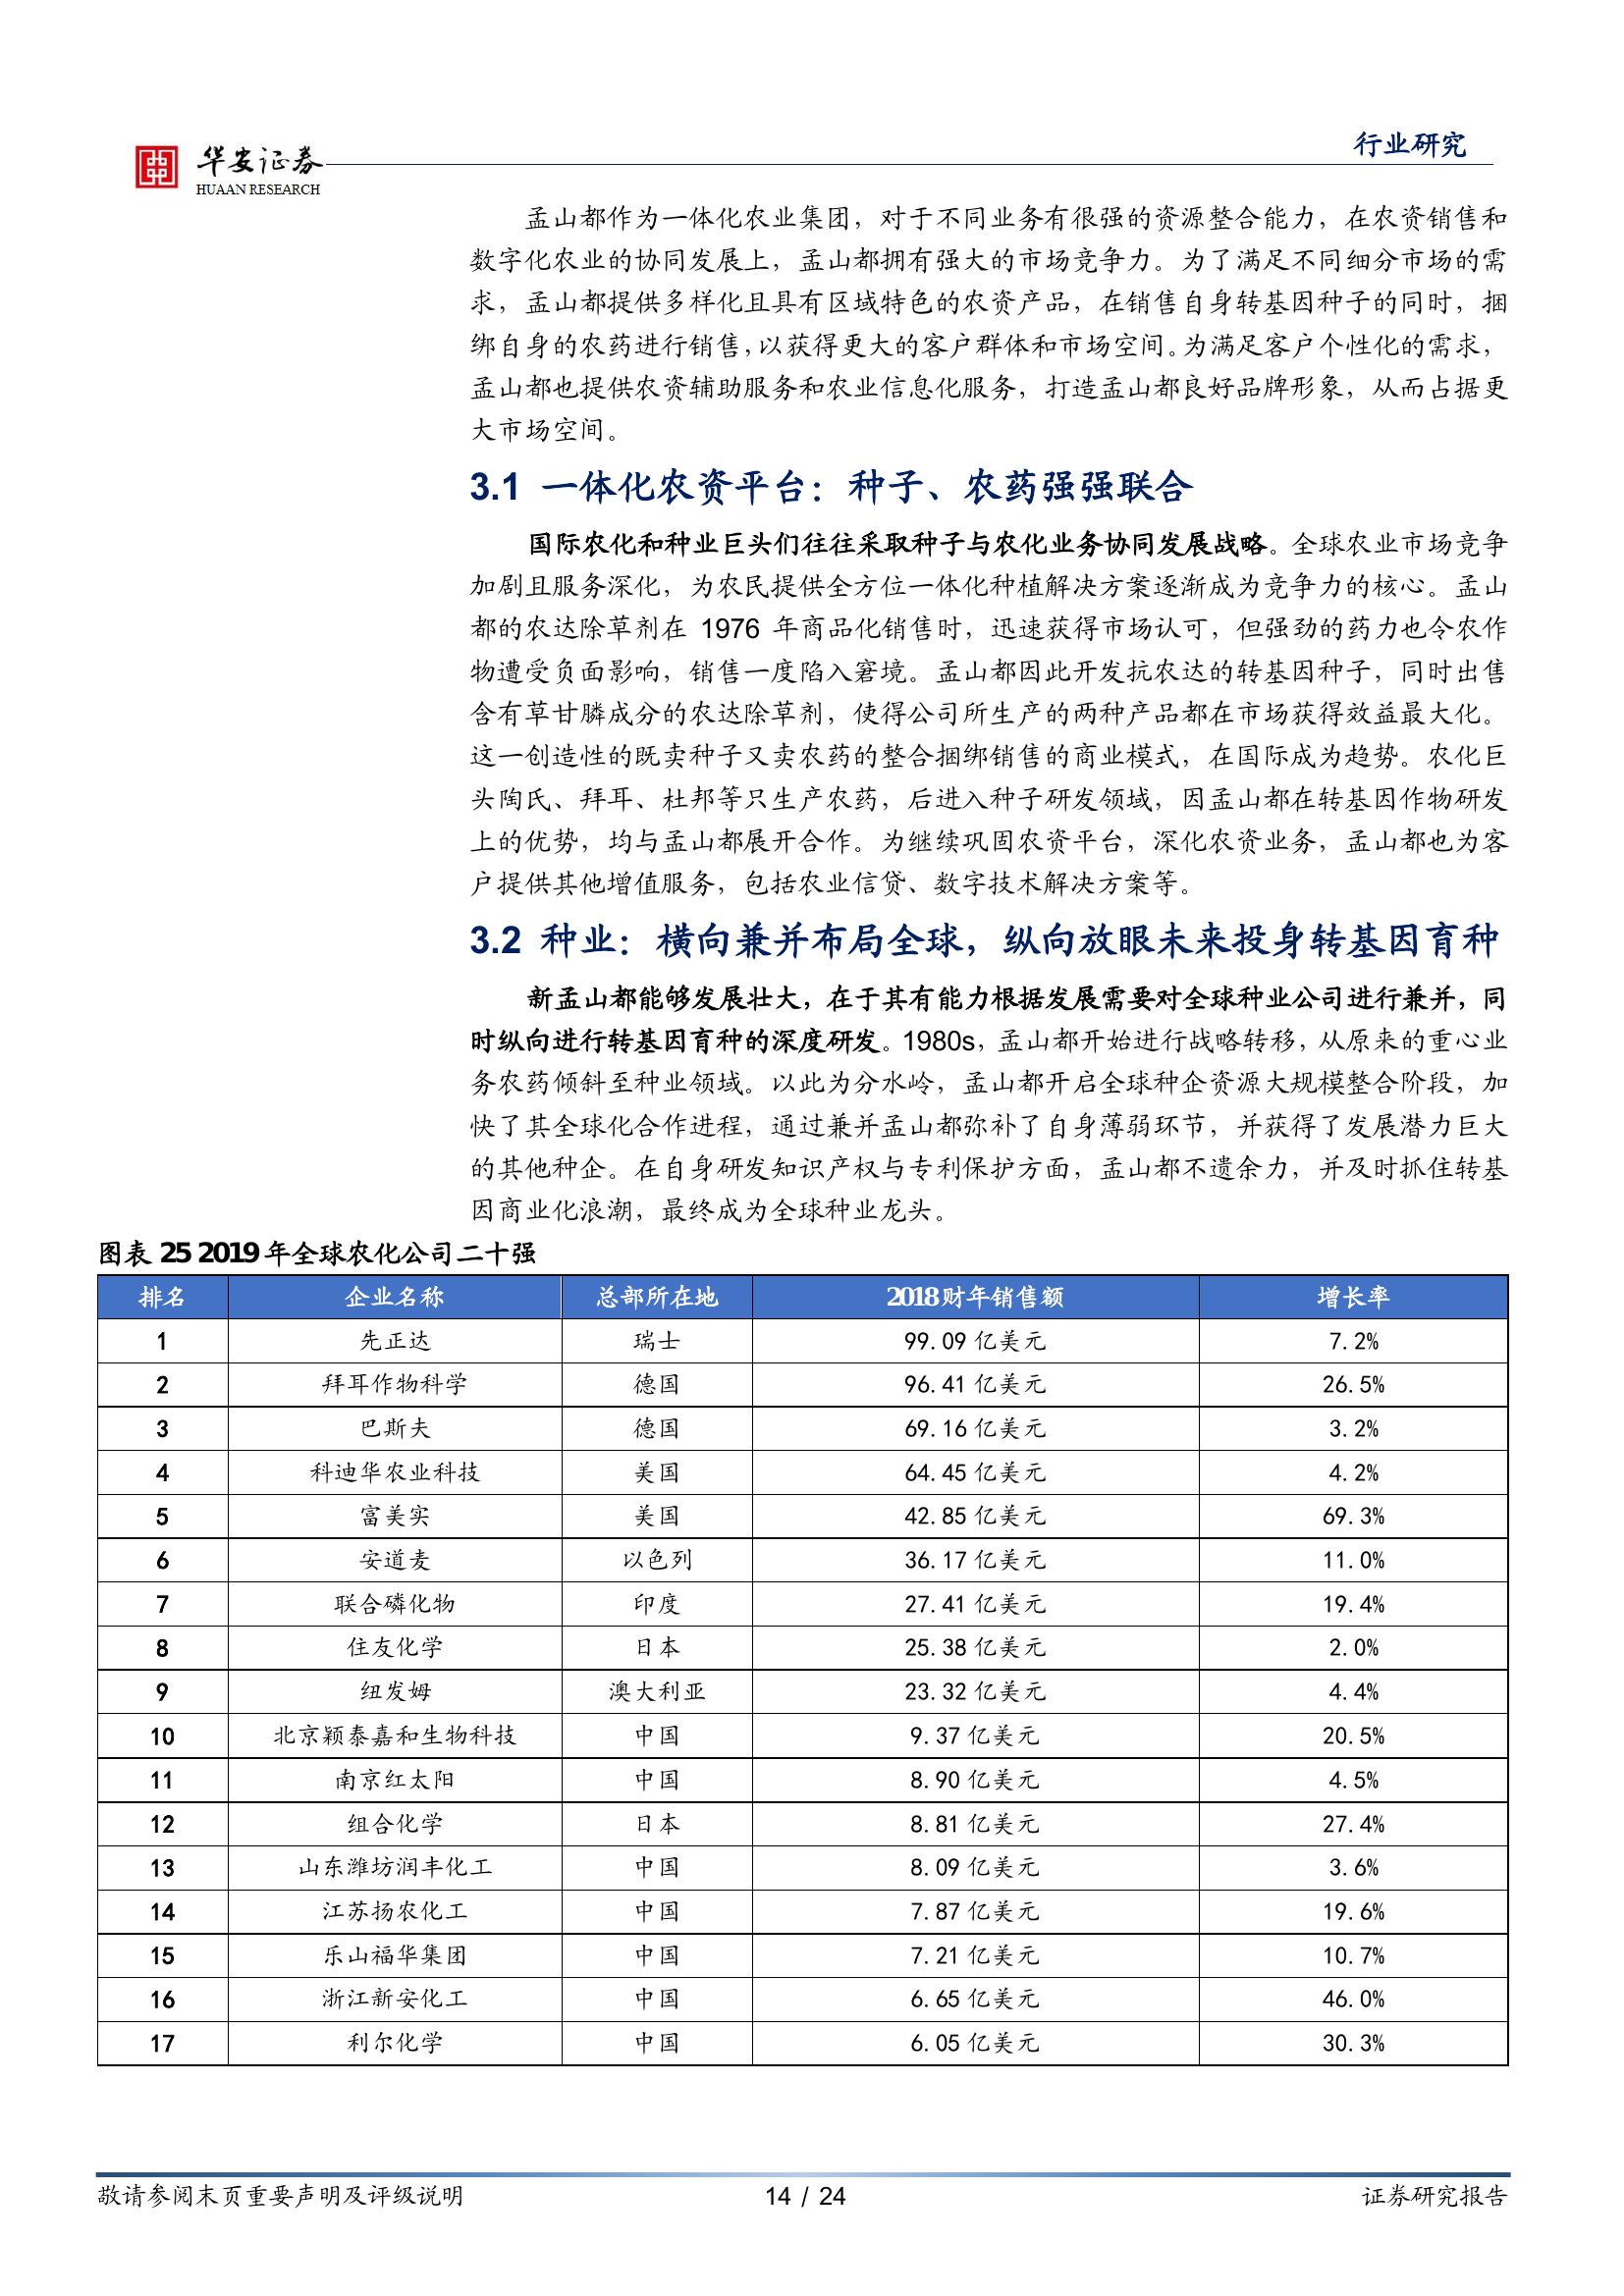 华安证券
HUAAN RESEARCH
行业研究
孟山都作为一体化农业集团，对于不同业务有很强的资源整合能力，在农资销售和
数字化农业的协同发展上，孟山都拥有强大的市场竞争力。为了满足不同细分市场的需
求，孟山都提供多样化且具有区域特色的农资产品，在销售自身转基因种子的同时，捆
绑自身的农药进行销售，以获得更大的客户群体和市场空间。为满足客户个性化的需求，
孟山都也提供农资辅助服务和农业信息化服务，打造孟山都良好品牌形象，从而占据更
大市场空间。
3.1 一体化农资平台：种子、农药强强联合
国际农化和种业巨头们往往采取种子与农化业务协同发展战略。全球农业市场竞争
加剧且服务深化，为农民提供全方位一体化种植解决方案逐渐成为竞争力的核心。孟山
都的农达除草剂在 1976 年商品化销售时，迅速获得市场认可，但强劲的药力也令农作
物遭受负面影响，销售一度陷入窘境。孟山都因此开发抗农达的转基因种子，同时出售
含有草甘膦成分的农达除草剂，使得公司所生产的两种产品都在市场获得效益最大化。
这一创造性的既卖种子又卖农药的整合捆绑销售的商业模式，在国际成为趋势。农化巨
头陶氏、拜耳、杜邦等只生产农药，后进入种子研发领域，因孟山都在转基因作物研发
上的优势，均与孟山都展开合作。为继续巩固农资平台，深化农资业务，孟山都也为客
户提供其他增值服务，包括农业信贷、数字技术解决方案等。
3.2 种业：横向兼并布局全球，纵向放眼未来投身转基因育种
新孟山都能够发展壮大，在于其有能力根据发展需要对全球种业公司进行兼并，同
时纵向进行转基因育种的深度研发。1980s，孟山都开始进行战略转移，从原来的重心业
务农药倾斜至种业领域。以此为分水岭，孟山都开启全球种企资源大规模整合阶段，加
快了其全球化合作进程，通过兼并孟山都弥补了自身薄弱环节，并获得了发展潜力巨大
的其他种企。在自身研发知识产权与专利保护方面，孟山都不遗余力，并及时抓住转基
因商业化浪潮，最终成为全球种业龙头。
图表 25 2019 年全球农化公司二十强
排名 企业名称 总部所在地 2018 财年销售额 增长率
1 先正达 瑞士 99.09 亿美元 7.2%
2 拜耳作物科学 德国 96.41 亿美元 26.5%
3 巴斯夫 德国 69.16 亿美元 3.2%
4 科迪华农业科技 美国 64.45 亿美元 4.2%
5 富美实 美国 42.85 亿美元 69.3%
6 安道麦 以色列 36.17 亿美元 11.0%
7 联合磷化物 印度 27.41 亿美元 19.4%
8 住友化学 日本 25.38 亿美元 2.0%
9 纽发姆 澳大利亚 23.32 亿美元 4.4%
10 北京颖泰嘉和生物科技 中国 9.37 亿美元 20.5%
11 南京红太阳 中国 8.90 亿美元 4.5%
12 组合化学 日本 8.81 亿美元 27.4%
13 山东潍坊润丰化工 中国 8.09 亿美元 3.6%
14 江苏扬农化工 中国 7.87 亿美元 19.6%
15 乐山福华集团 中国 7.21 亿美元 10.7%
16 浙江新安化工 中国 6.65 亿美元 46.0%
17 利尔化学 中国 6.05 亿美元 30.3%
敬请参阅末页重要声明及评级说明 14 / 24 证券研究报告